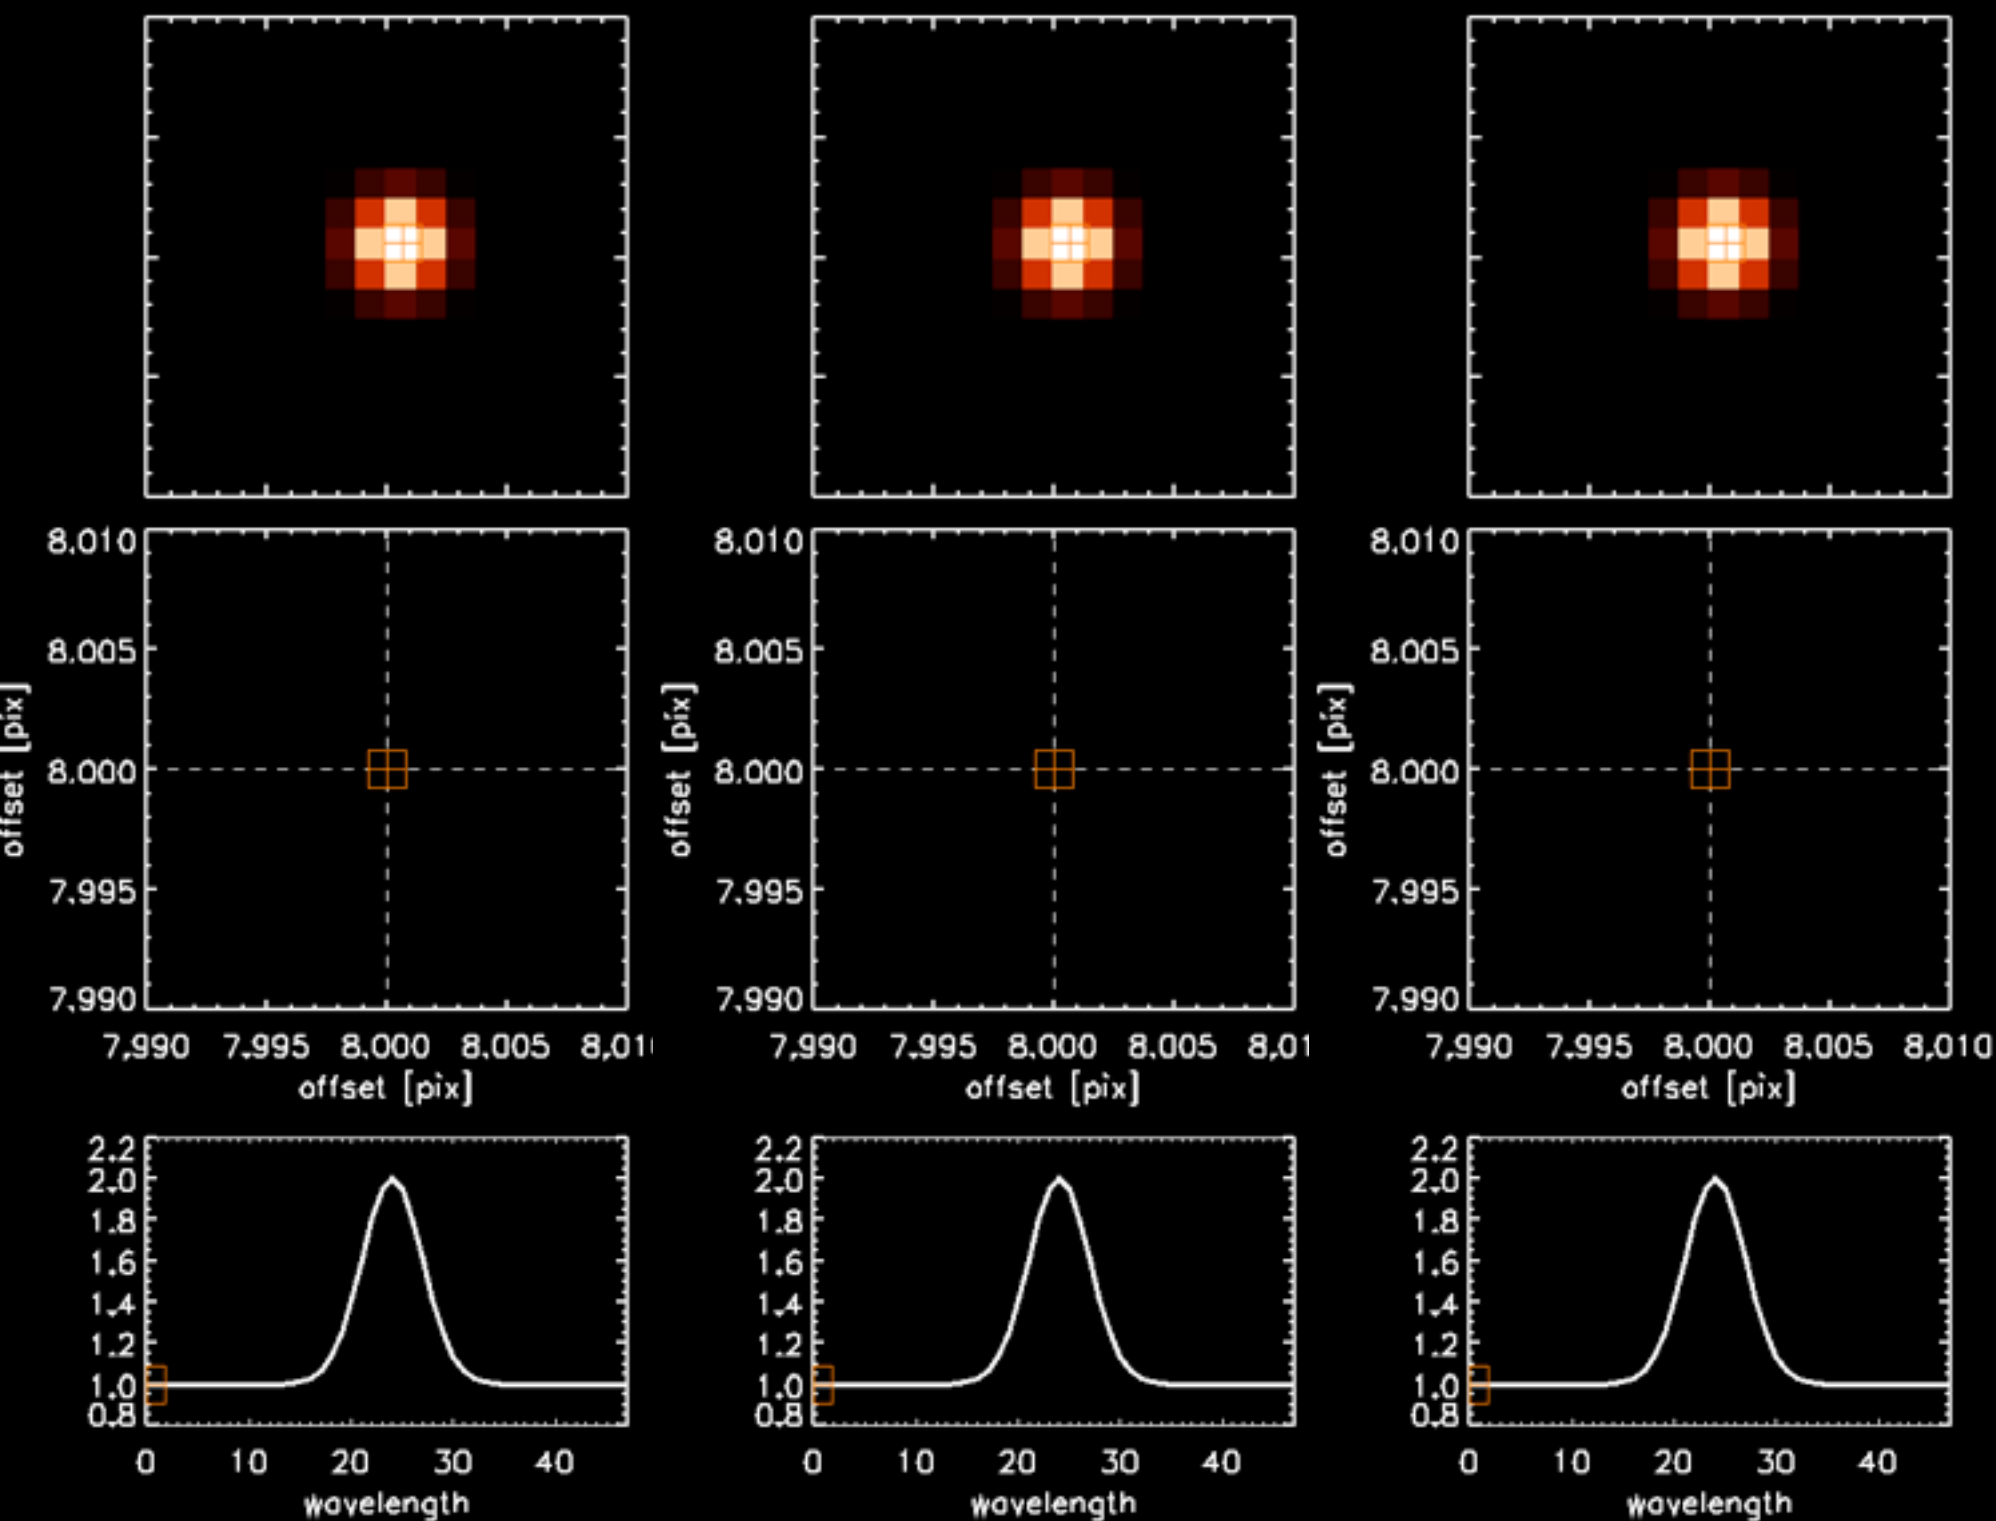 8.010 8.010 8.010
8.005 8.005 8.005
offset [pix] offset [pix] offset [pix]
8.000 8.000 8.000
7.995 7.995 7.995
7.990 7.990 7.990
7.990 7.995 8.000 8.005 8.01 7.990 7.995 8.000 8.005 8.01 7.990 7.995 8.000 8.005 8.010
offset [pix] offset [pix] offset [pix]
2.2 2.2 2.2
2.0 2.0 2.0
1.8 1.8 1.8
1.6 1.6 1.6
1.4 1.4 1.4
1.2 1.2 1.2
1.0 1.0 1.0
0.8 0.8 0.8
0 10 20 30 40 0 10 20 30 40 0 10 20 30 40
wavelength wavelength wavelength